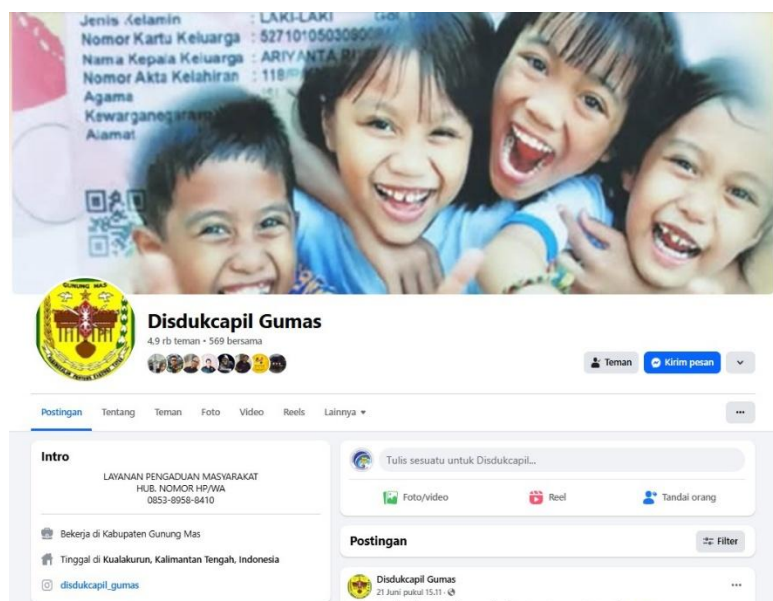 Jenis Kelamin : LAKI-LAKI
Nomor Kartu Keluarga :
Nama Kepala Keluarga : ARIYANTA
Nomor Akta Kelahiran :
Agama
Kewarganegaraan
Alamat
GUNUNG MAS
Disdukcapil Gumas
4,9 rb teman • 569 bersama
Teman
Kirim pesan
Postingan Tentang Teman Foto Video Reels Lainnya
Intro
LAYANAN PENGADUAN MASYARAKAT
HUB. NOMOR HP/WA
0853-8958-8410
Bekerja di Kabupaten Gunung Mas
Tinggal di Kualakurun, Kalimantan Tengah, Indonesia
disdukcapil_gumas
Tulis sesuatu untuk Disdukcapil...
Foto/video Reel Tandai orang
Postingan
Filter
Disdukcapil Gumas
21 Juni pukul 15.11 ·